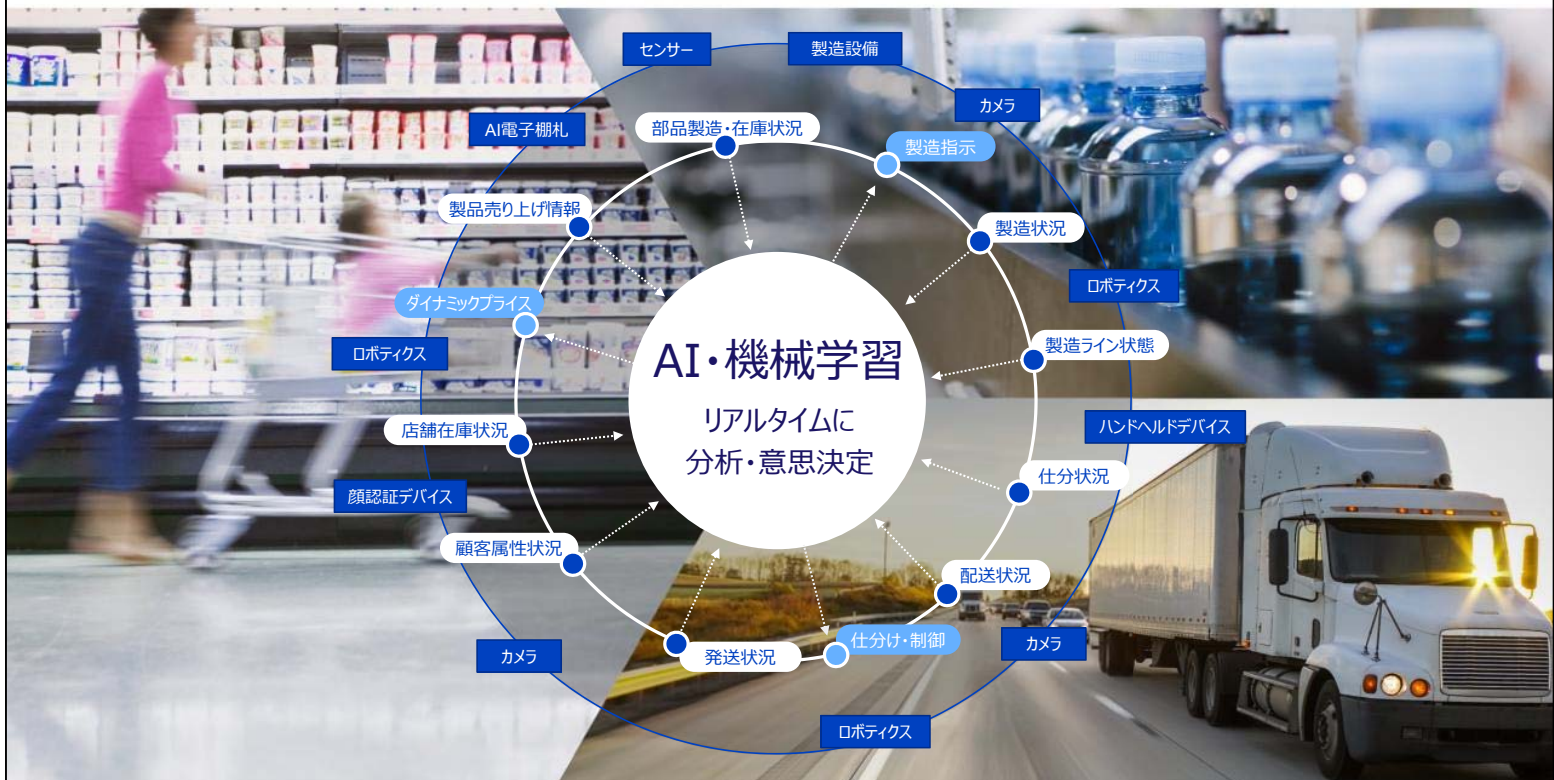 センサー
製造設備
カメラ
AI電子棚札
部品製造・在庫状況
製造指示
製品売り上げ情報
製造状況
ダイナミックプライス
ロボティクス
ロボティクス
製造ライン状態
AI・機械学習
リアルタイムに
分析・意思決定
店舗在庫状況
ハンドヘルドデバイス
顔認証デバイス
仕分状況
顧客属性状況
配送状況
カメラ
発送状況
仕分け・制御
カメラ
ロボティクス